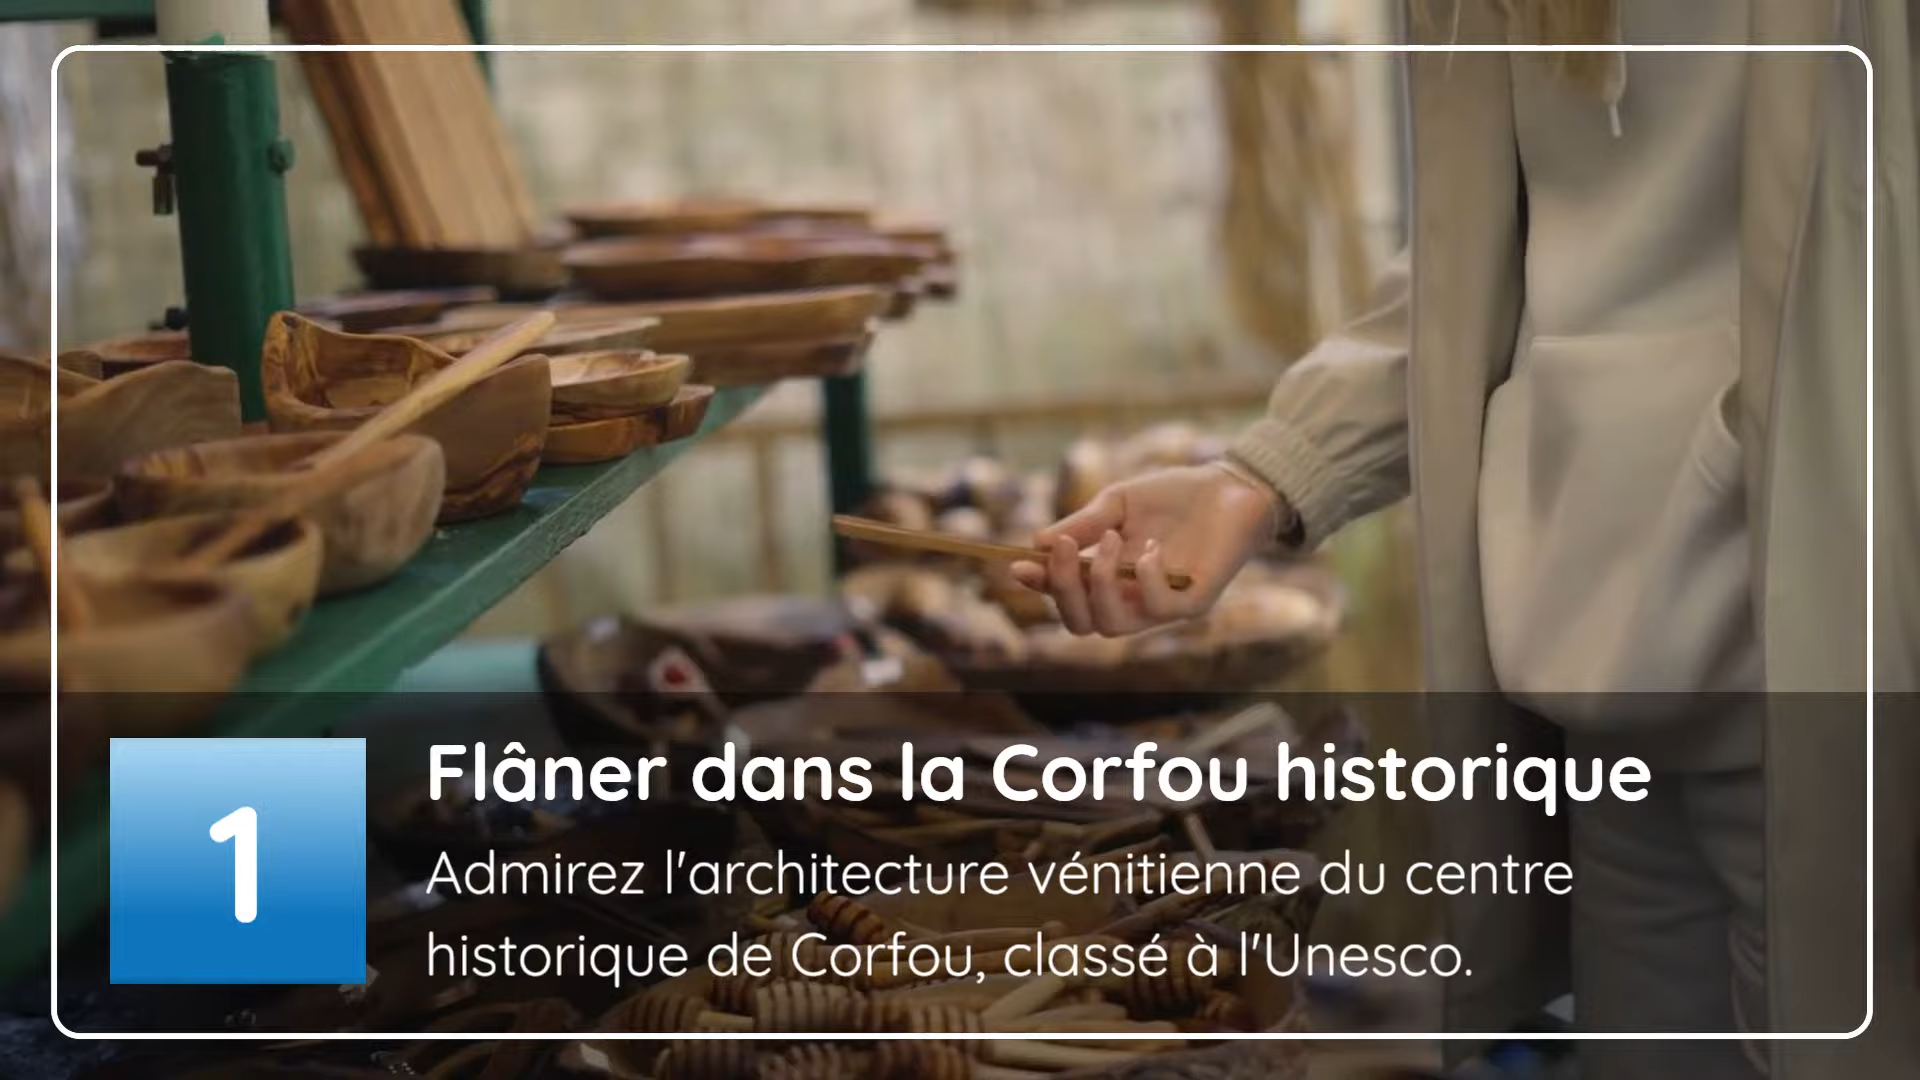 1
Flâner dans la Corfou historique
Admirez l'architecture vénitienne du centre
historique de Corfou, classé à l'Unesco.